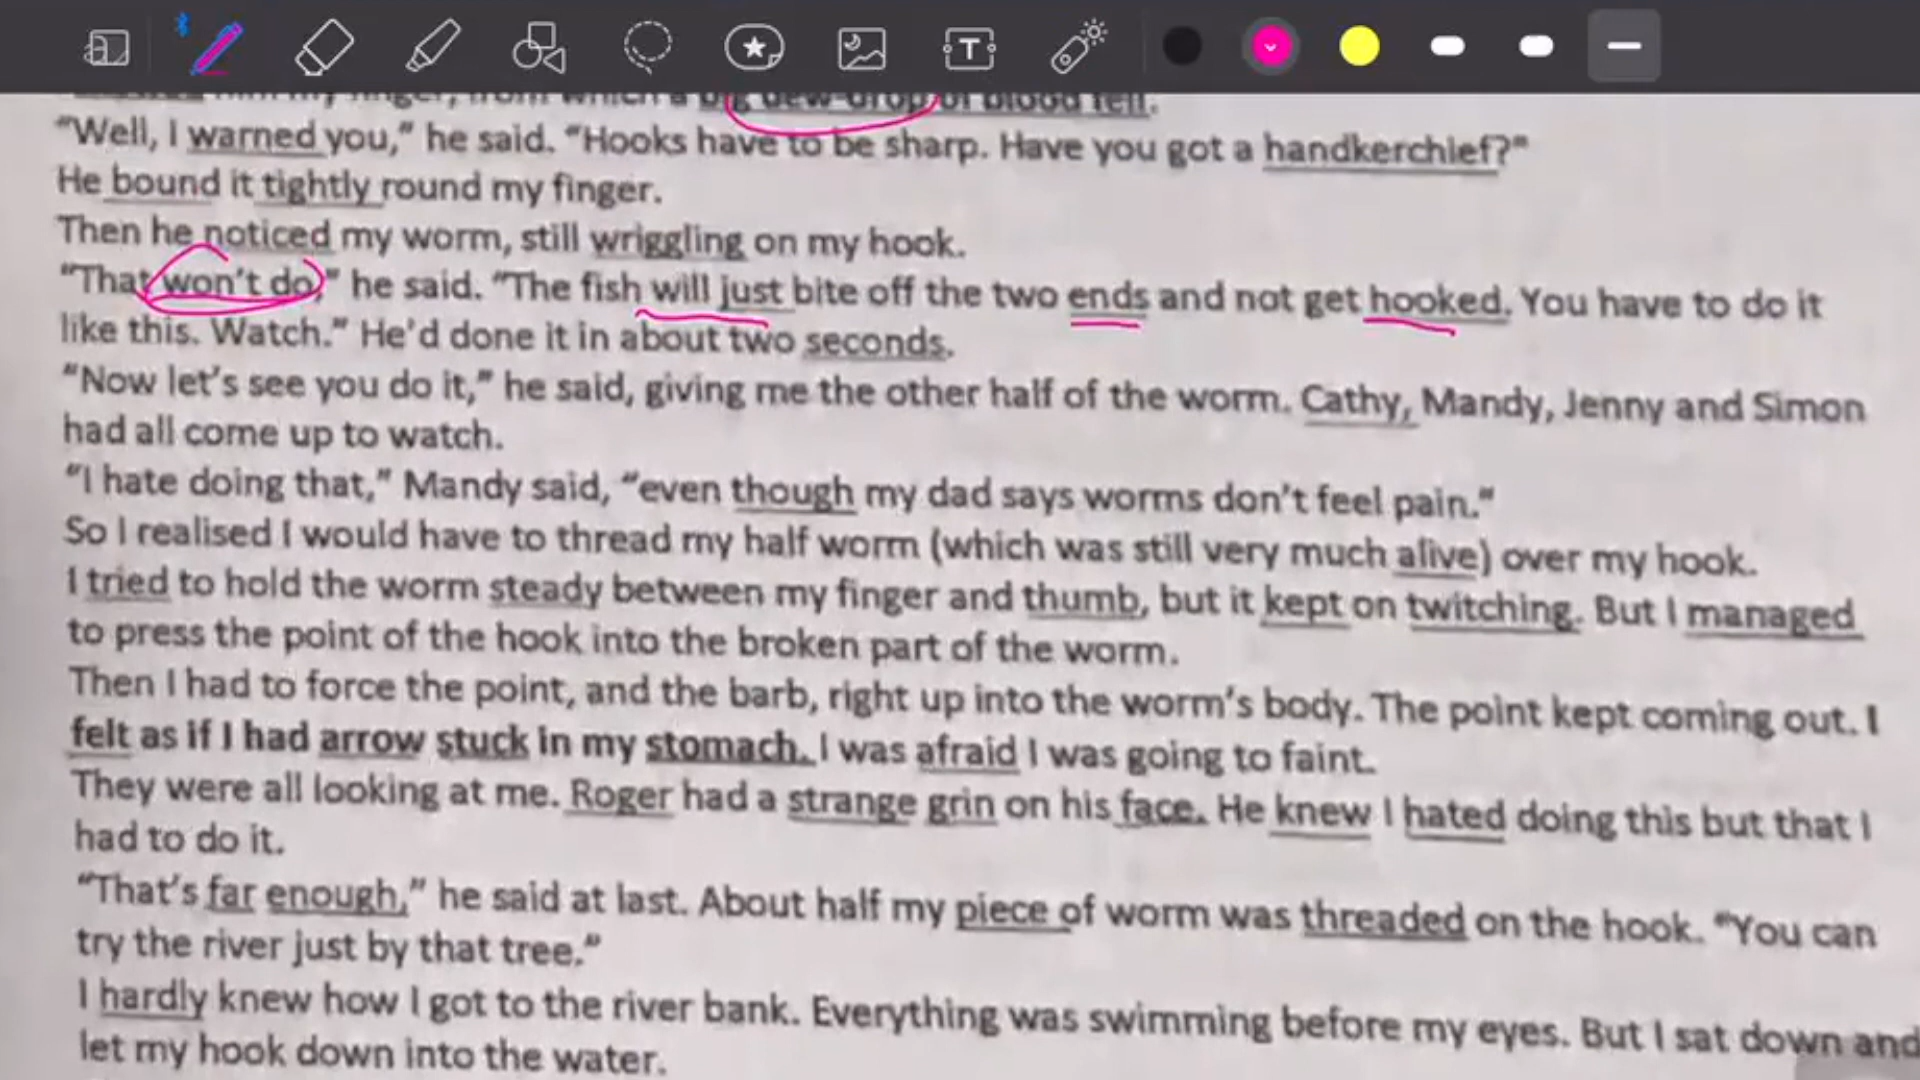 him my finger, from which a big dew-drop of blood fell.
“Well, I warned you,” he said. “Hooks have to be sharp. Have you got a handkerchief?”
He bound it tightly round my finger.
Then he noticed my worm, still wriggling on my hook.
“That won’t do,” he said. “The fish will just bite off the two ends and not get hooked. You have to do it
like this. Watch.” He’d done it in about two seconds.
“Now let’s see you do it,” he said, giving me the other half of the worm. Cathy, Mandy, Jenny and Simon
had all come up to watch.
“I hate doing that,” Mandy said, “even though my dad says worms don’t feel pain.”
So I realised I would have to thread my half worm (which was still very much alive) over my hook.
I tried to hold the worm steady between my finger and thumb, but it kept on twitching. But I managed
to press the point of the hook into the broken part of the worm.
Then I had to force the point, and the barb, right up into the worm’s body. The point kept coming out. I
felt as if I had arrow stuck in my stomach. I was afraid I was going to faint.
They were all looking at me. Roger had a strange grin on his face. He knew I hated doing this but that I
had to do it.
“That’s far enough,” he said at last. About half my piece of worm was threaded on the hook. “You can
try the river just by that tree.”
I hardly knew how I got to the river bank. Everything was swimming before my eyes. But I sat down and
let my hook down into the water.